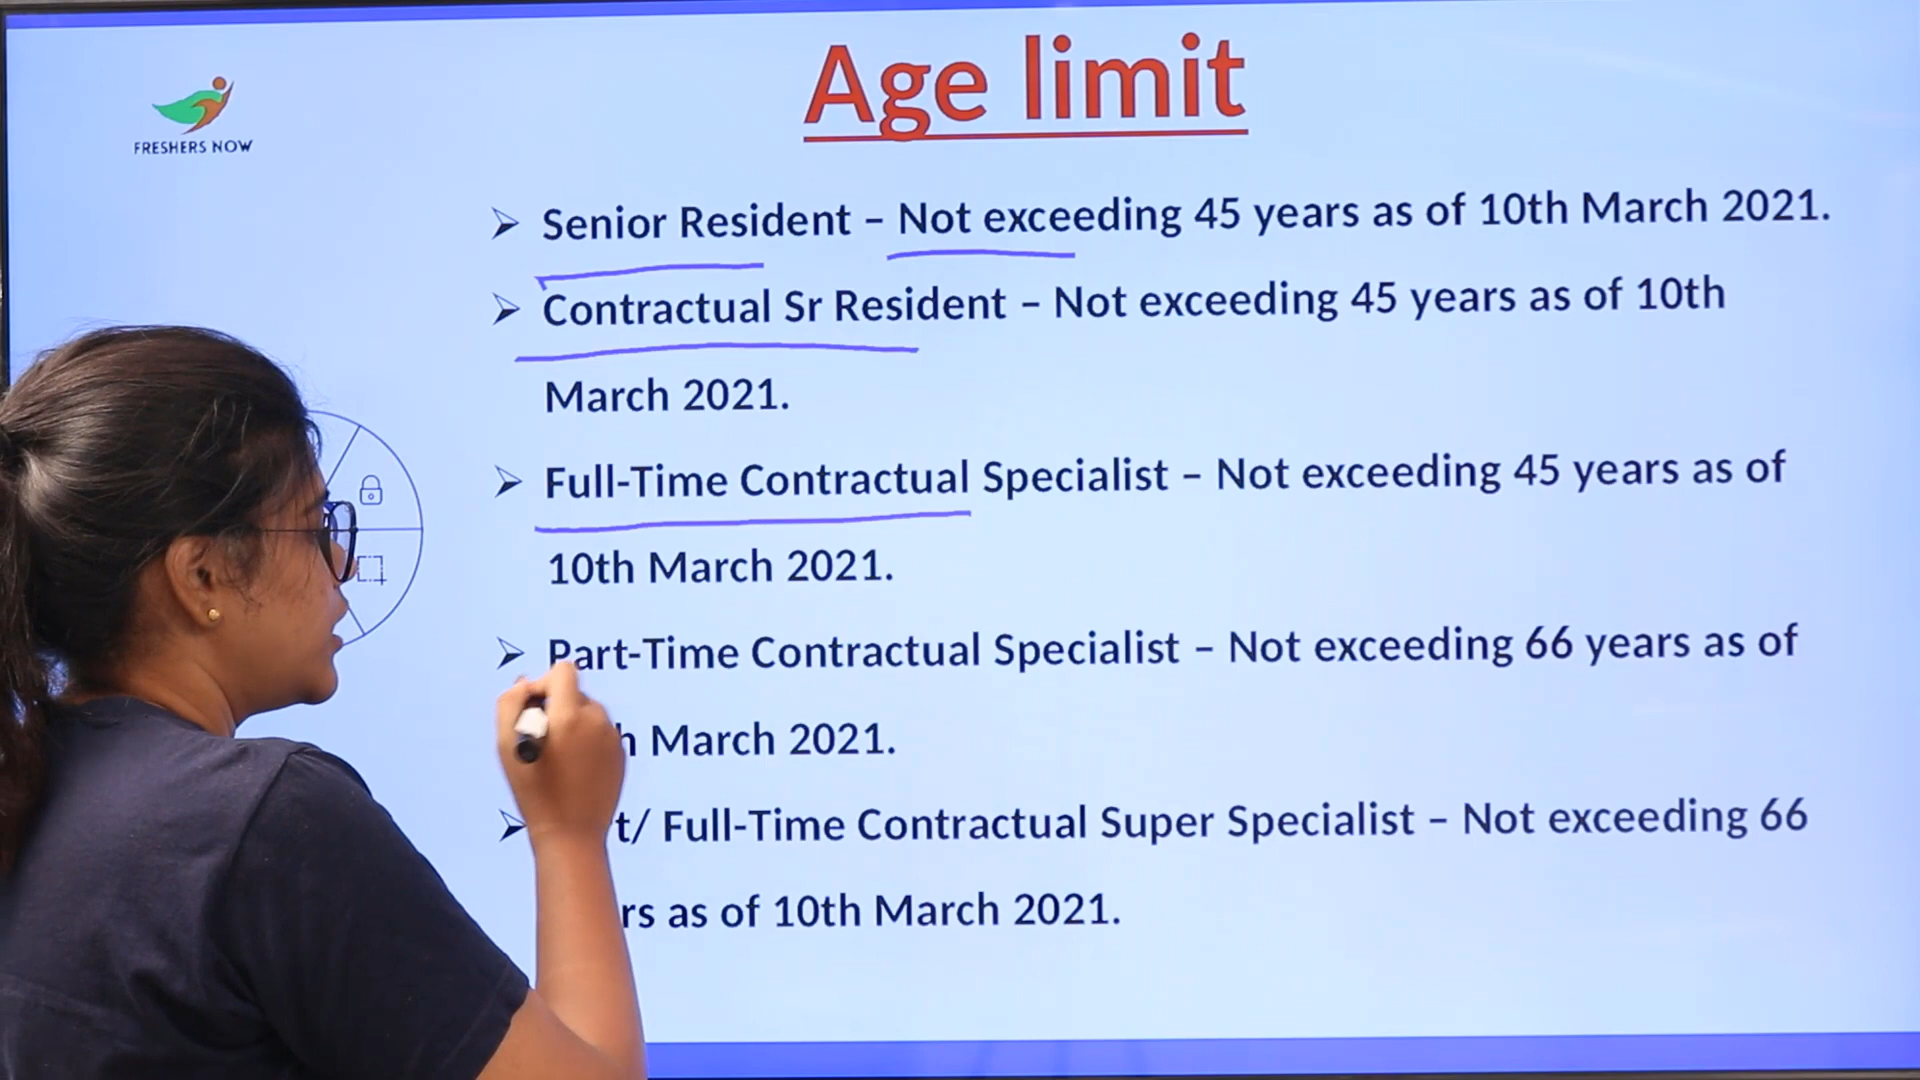 Age limit
FRESHERS NOW
➢ Senior Resident – Not exceeding 45 years as of 10th March 2021.
➢ Contractual Sr Resident – Not exceeding 45 years as of 10th
March 2021.
➢ Full-Time Contractual Specialist – Not exceeding 45 years as of
10th March 2021.
➢ Part-Time Contractual Specialist – Not exceeding 66 years as of
March 2021.
➢ / Full-Time Contractual Super Specialist – Not exceeding 66
as of 10th March 2021.